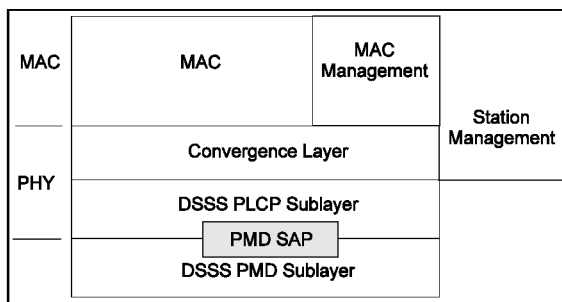 MAC
MAC
MAC
Management
Station
Management
Convergence Layer
PHY
DSSS PLCP Sublayer
PMD SAP
DSSS PMD Sublayer